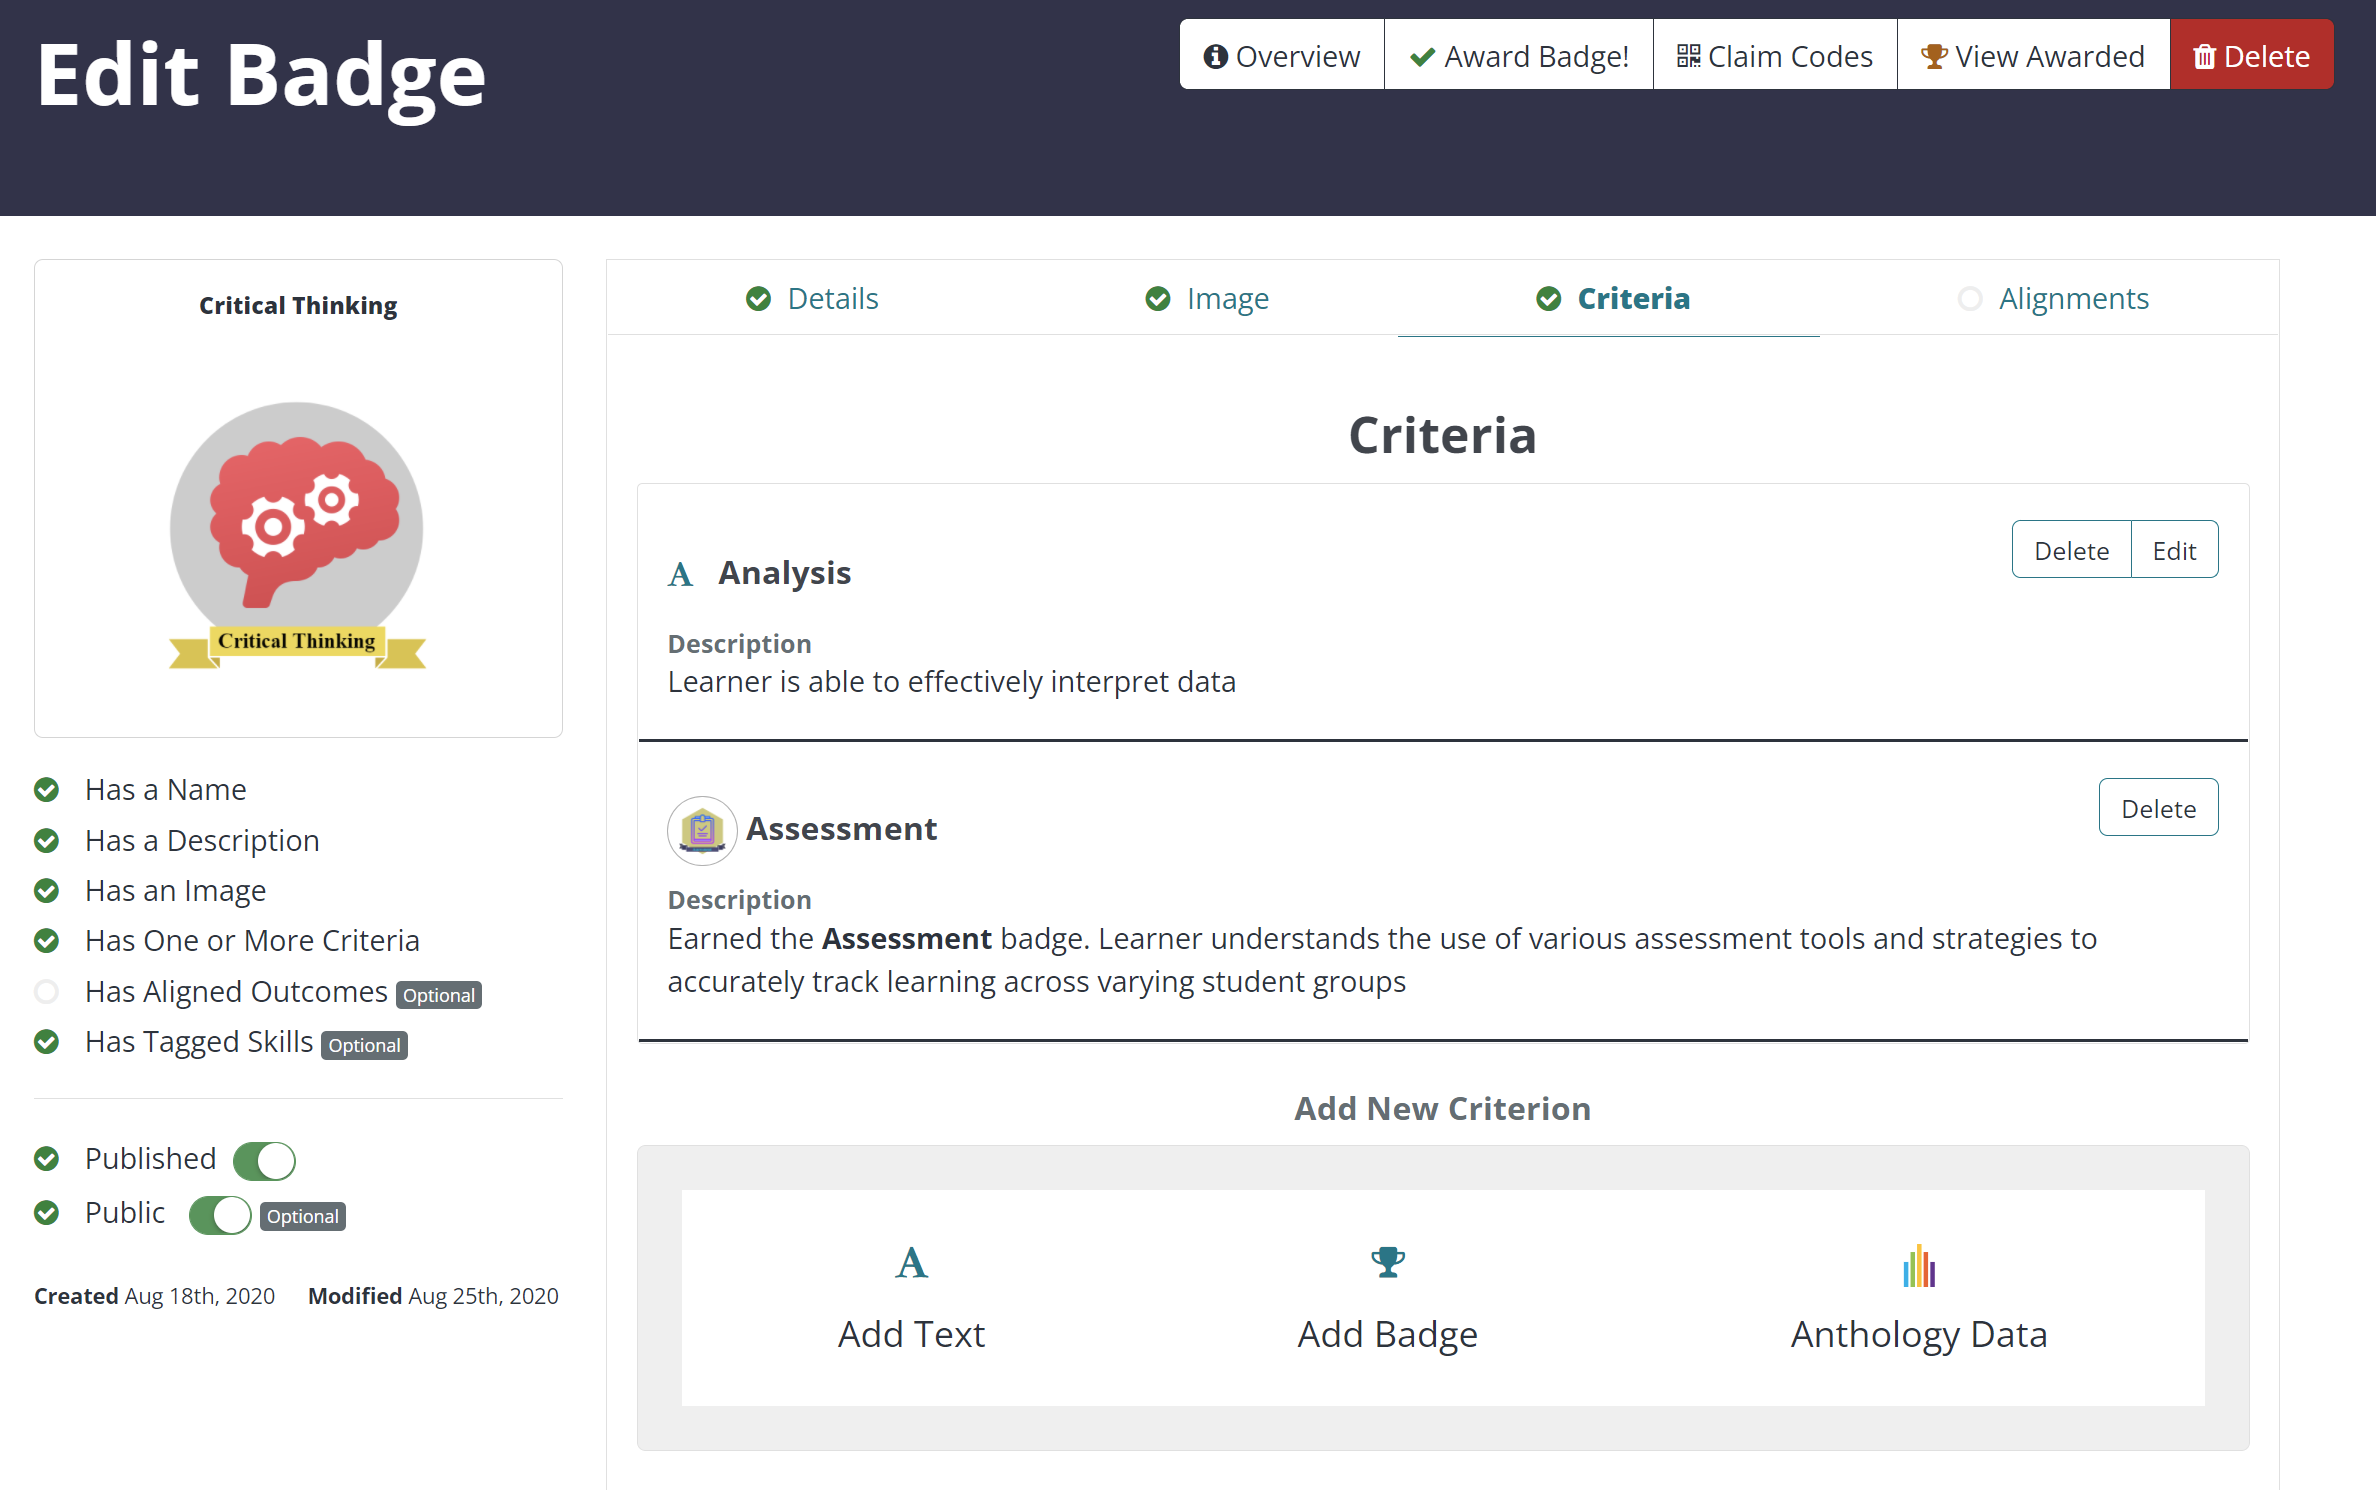 Edit Badge
Overview
Award Badge!
Claim Codes
View Awarded
Delete
Critical Thinking
Critical Thinking
Has a Name
Has a Description
Has an Image
Has One or More Criteria
Has Aligned Outcomes Optional
Has Tagged Skills Optional
Published
Public Optional
Created Aug 18th, 2020 Modified Aug 25th, 2020
Details
Image
Criteria
Alignments
Criteria
A Analysis
Delete
Edit
Description
Learner is able to effectively interpret data
Assessment
Delete
Description
Earned the Assessment badge. Learner understands the use of various assessment tools and strategies to
accurately track learning across varying student groups
Add New Criterion
A
Add Text
Add Badge
Anthology Data